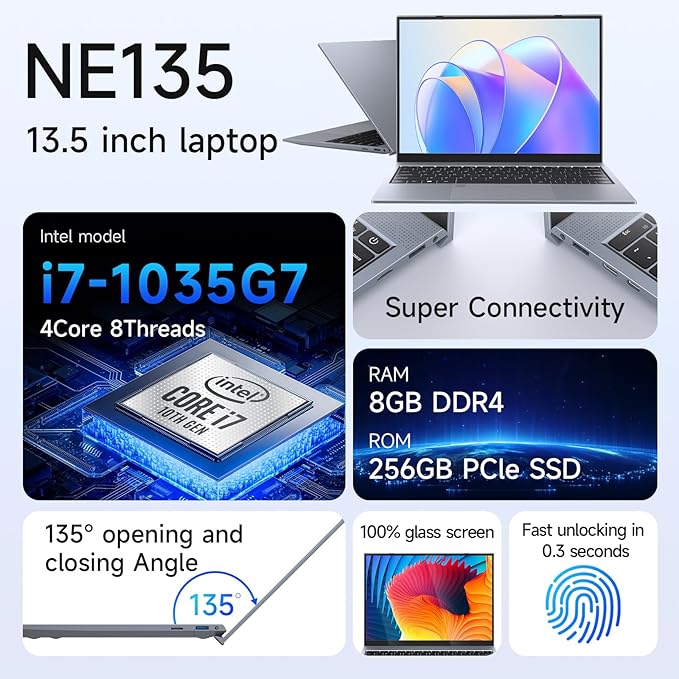 NE135
13.5 inch laptop
Intel model
i7-1035G7
4Core 8Threads
intel
CORE i7
10TH GEN
Super Connectivity
RAM
8GB DDR4
ROM
256GB PCle SSD
135° opening and
closing Angle
135°
100% glass screen
Fast unlocking in
0.3 seconds